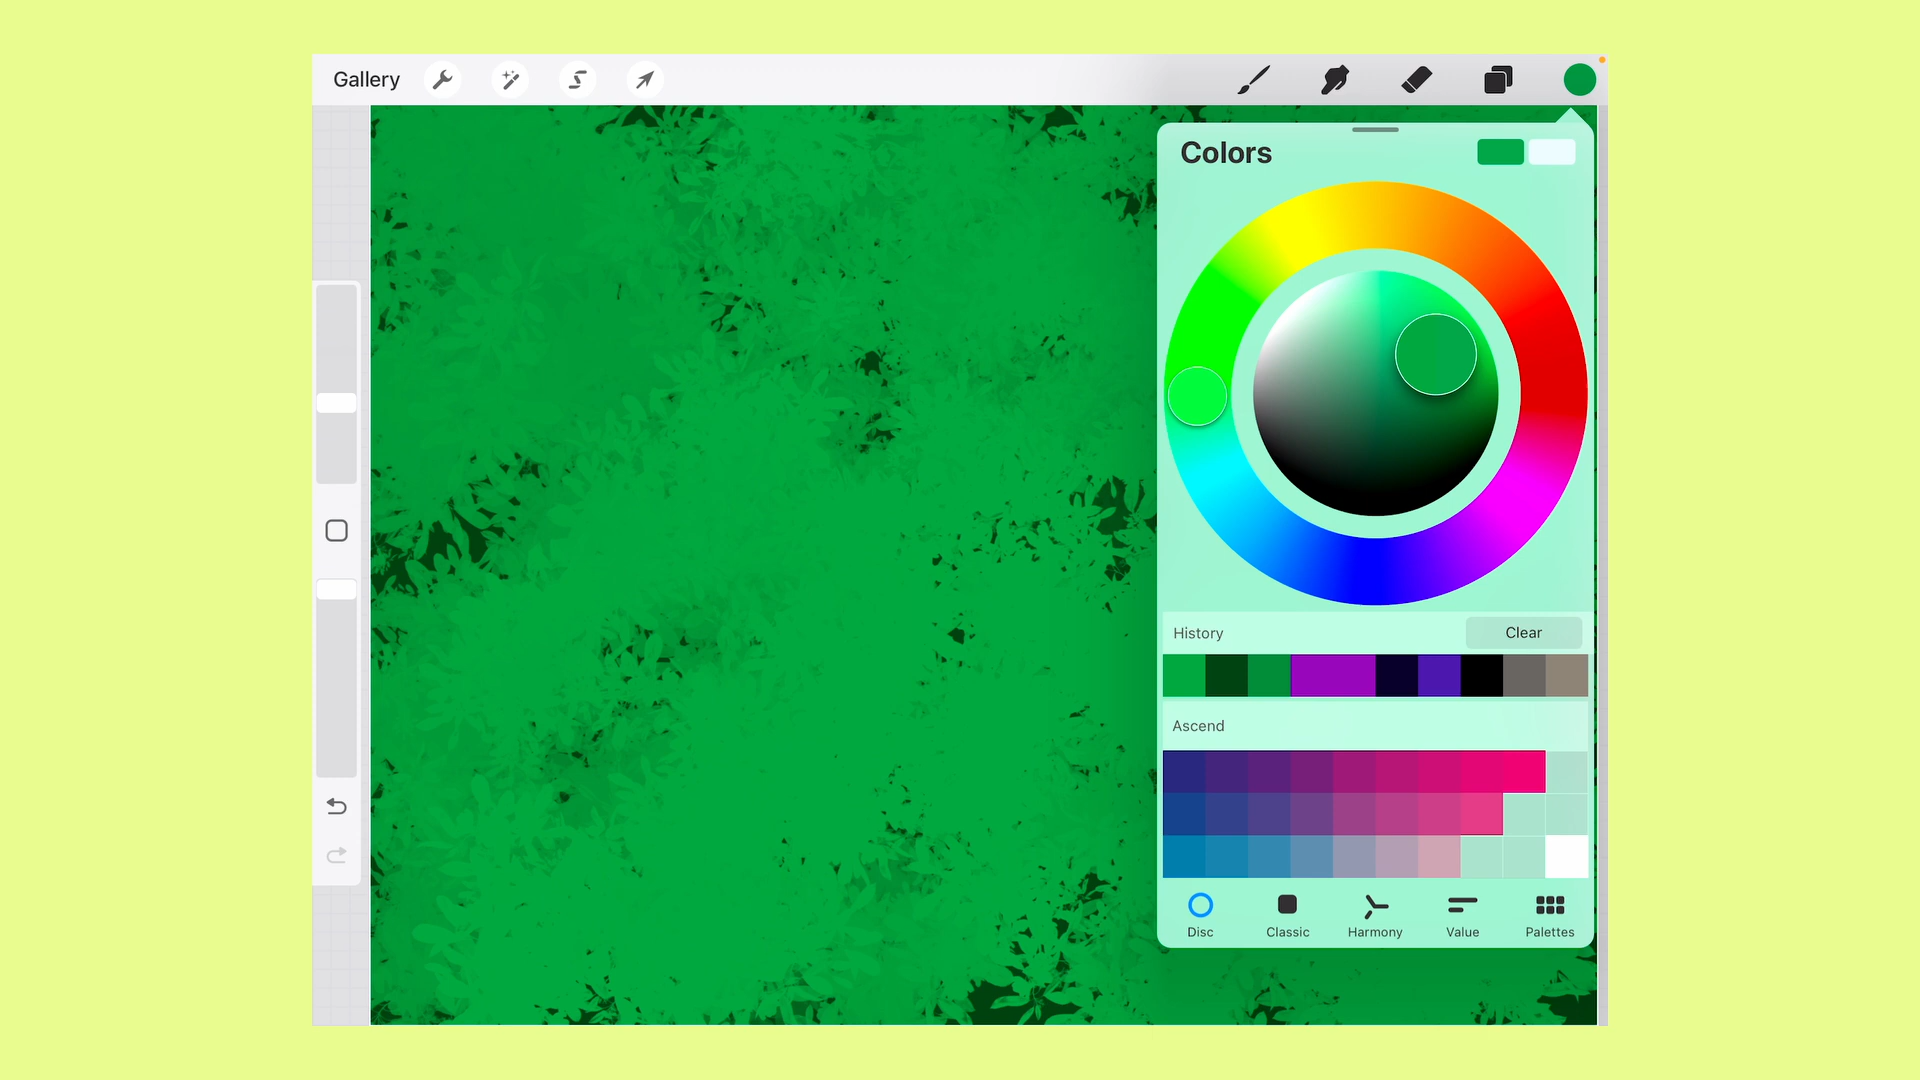 Gallery
Colors
History
Clear
Ascend
Disc
Classic
Harmony
Value
Palettes